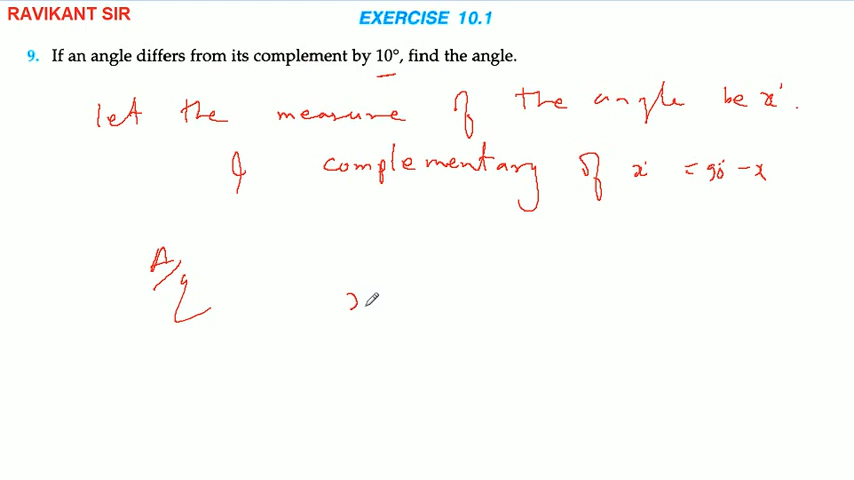 RAVIKANT SIR
EXERCISE 10.1
9. If an angle differs from its complement by 10°, find the angle.
let the measure of the angle be x°.
& complementary of x° = 90° - x
A/q